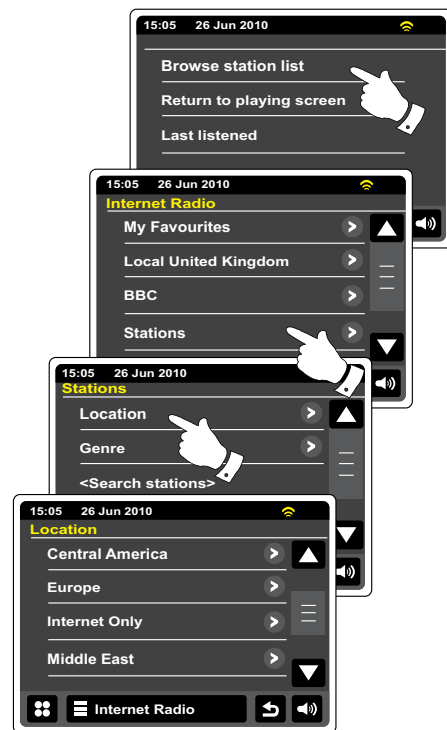 15:05 26 Jun 2010
Browse station list
Return to playing screen
Last listened
15:05 26 Jun 2010
Internet Radio
My Favourites
Local United Kingdom
BBC
Stations
15:05 26 Jun 2010
Stations
Location
Genre
<Search stations>
15:05 26 Jun 2010
Location
Central America
Europe
Internet Only
Middle East
Internet Radio